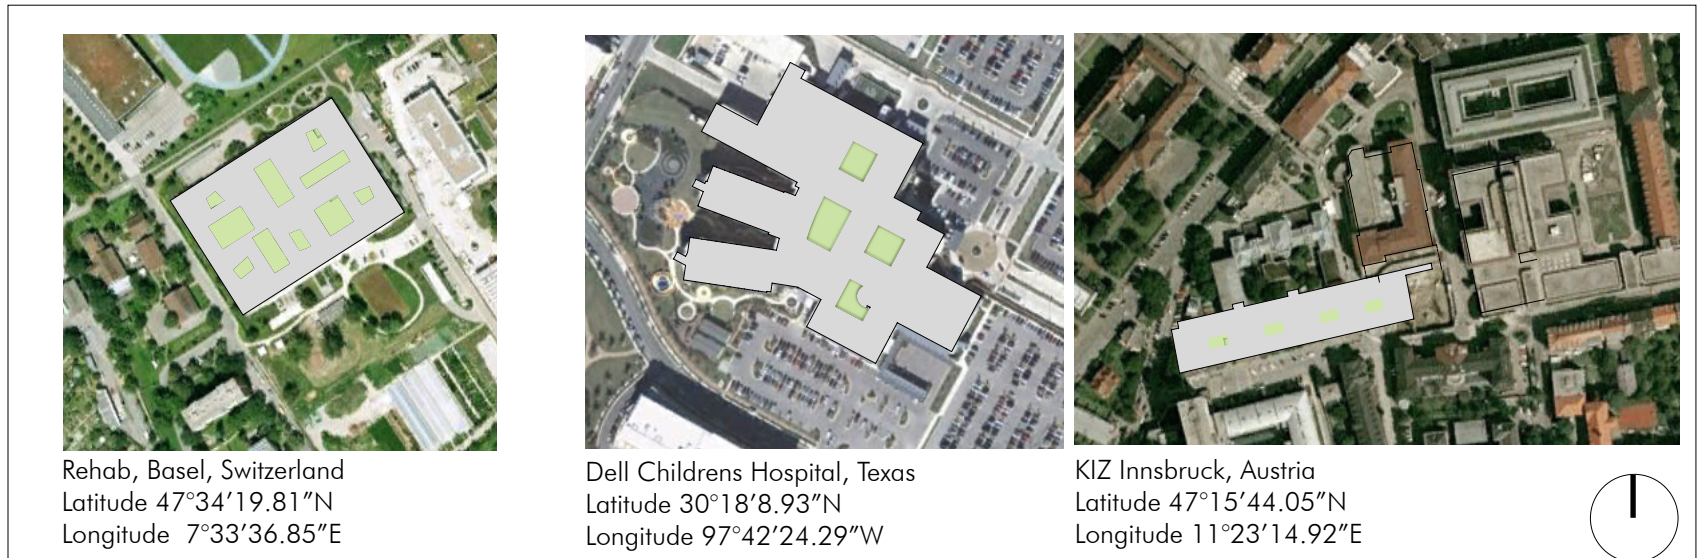 Rehab, Basel, Switzerland
Latitude 47°34’19.81”N
Longitude 7°33’36.85”E
Dell Childrens Hospital, Texas
Latitude 30°18’8.93”N
Longitude 97°42’24.29”W
KIZ Innsbruck, Austria
Latitude 47°15’44.05”N
Longitude 11°23’14.92”E